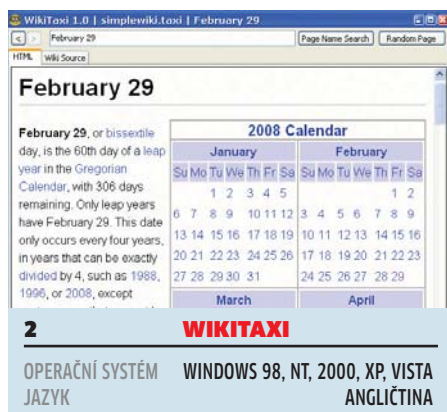 WikiTaxi 1.0 | simplewiki.taxi | February 29
< > February 29 Page Name Search Random Page
HTML Wiki Source
February 29
February 29, or bissextile
day, is the 60th day of a leap
year in the Gregorian
Calendar, with 306 days
remaining. Only leap years
have February 29. This date
only occurs every four years,
in years that can be exactly
divided by 4, such as 1988,
1996, or 2008, except
2008 Calendar
January February
Su Mo Tu We Th Fr Sa Su Mo Tu We Th Fr Sa
1 2 3 4 5 1 2
6 7 8 9 10 11 12 3 4 5 6 7 8 9
13 14 15 16 17 18 19 10 11 12 13 14 15 16
20 21 22 23 24 25 26 17 18 19 20 21 22 23
27 28 29 30 31 24 25 26 27 28 29
March April
2 WIKITAXI
OPERAČNÍ SYSTÉM WINDOWS 98, NT, 2000, XP, VISTA
JAZYK ANGLIČTINA